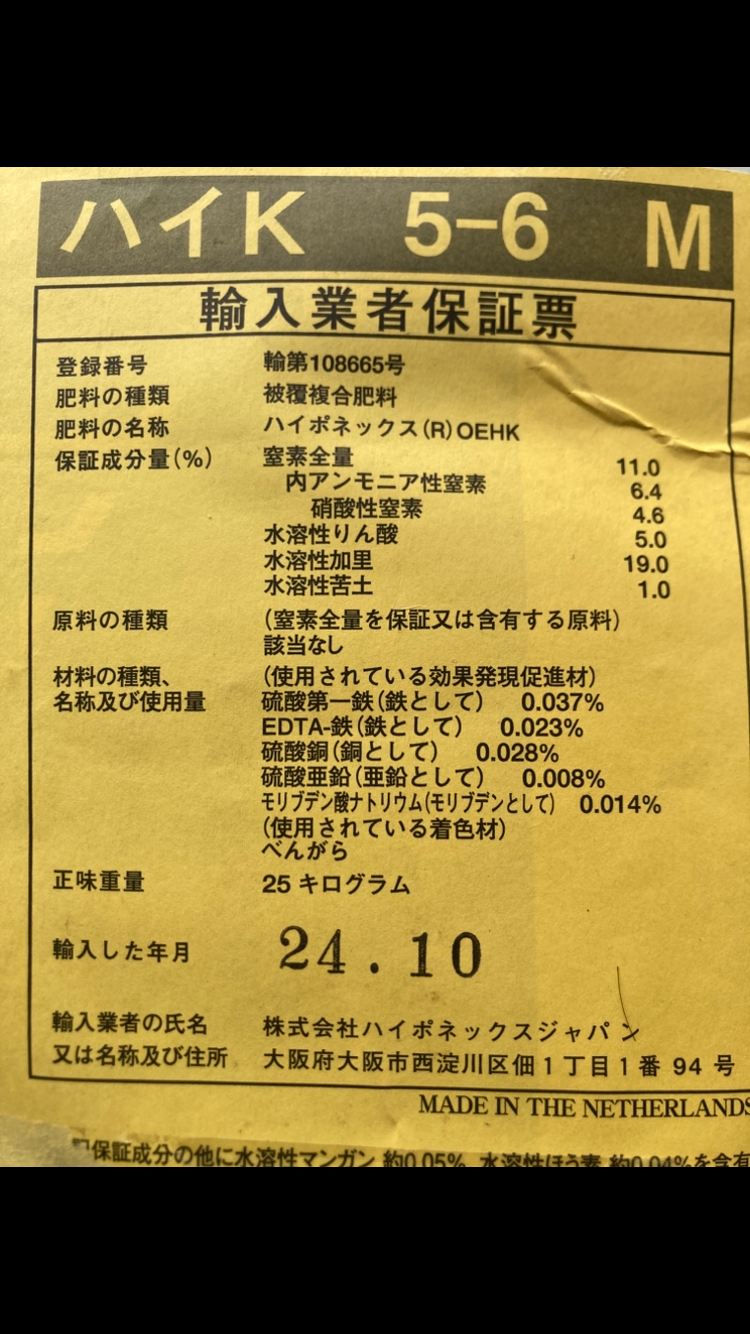 ハイK 5-6 M
輸入業者保証票
登録番号 輸第108665号
肥料の種類 被覆複合肥料
肥料の名称 ハイポネックス(R)OEHK
保証成分量(%) 窒素全量 11.0
内アンモニア性窒素 6.4
硝酸性窒素 4.6
水溶性りん酸 5.0
水溶性加里 19.0
水溶性苦土 1.0
原料の種類 (窒素全量を保証又は含有する原料)
該当なし
材料の種類、 (使用されている効果発現促進材)
名称及び使用量 硫酸第一鉄(鉄として) 0.037%
EDTA-鉄(鉄として) 0.023%
硫酸銅(銅として) 0.028%
硫酸亜鉛(亜鉛として) 0.008%
モリブデン酸ナトリウム(モリブデンとして) 0.014%
(使用されている着色材)
べんがら
正味重量 25 キログラム
輸入した年月 24.10
輸入業者の氏名 株式会社ハイポネックスジャパン
又は名称及び住所 大阪府大阪市西淀川区佃1丁目1番 94 号
MADE IN THE NETHERLANDS
保証成分の他に水溶性マンガン 約0.05%、水溶性ほう素 約0.04%を含有